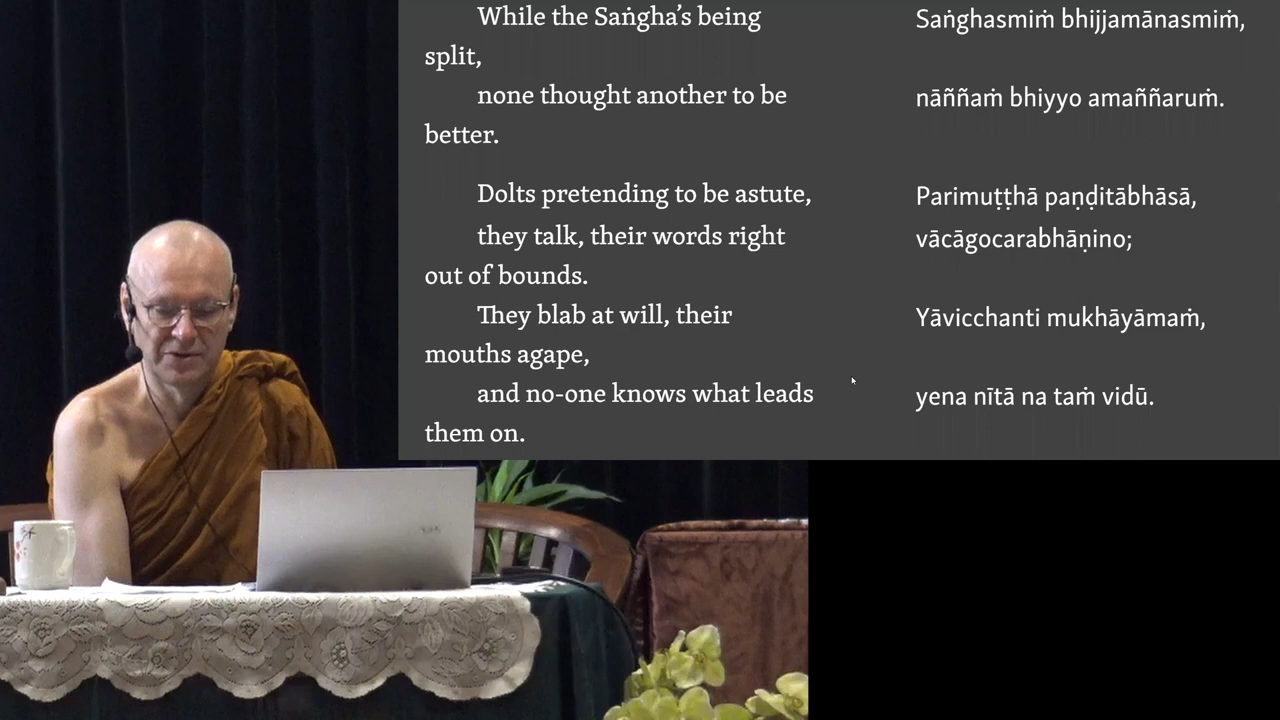 While the Saṅgha’s being
split,
none thought another to be
better.
Dolts pretending to be astute,
they talk, their words right
out of bounds.
They blab at will, their
mouths agape,
and no-one knows what leads
them on.
Saṅghasmiṁ bhijjamānasmiṁ,
nāññaṁ bhiyyo amaññaruṁ.
Parimuṭṭhā paṇḍitābhāsā,
vācāgocarabhāṇino;
Yāvicchanti mukhāyāmaṁ,
yena nītā na taṁ vidū.